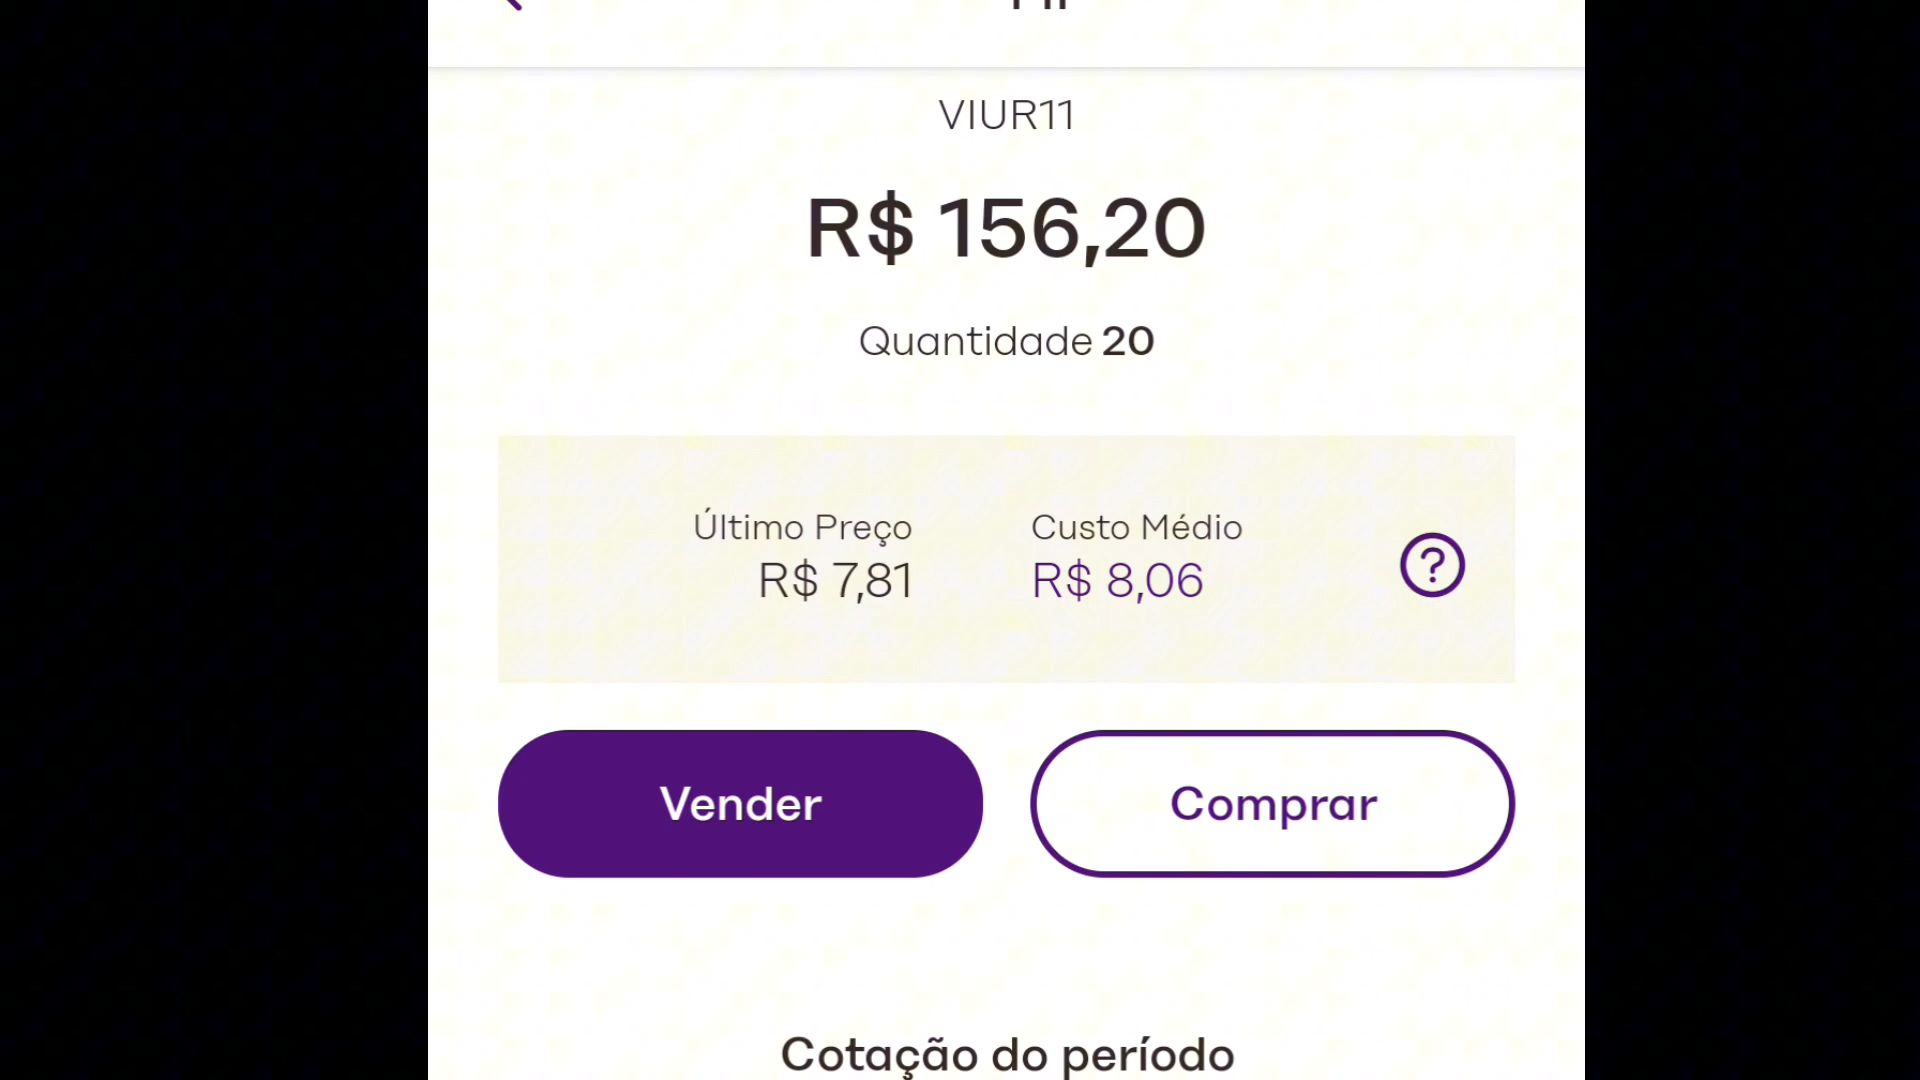 VIUR11
R$ 156,20
Quantidade 20
Último Preço
R$ 7,81
Custo Médio
R$ 8,06
?
Vender
Comprar
Cotação do período